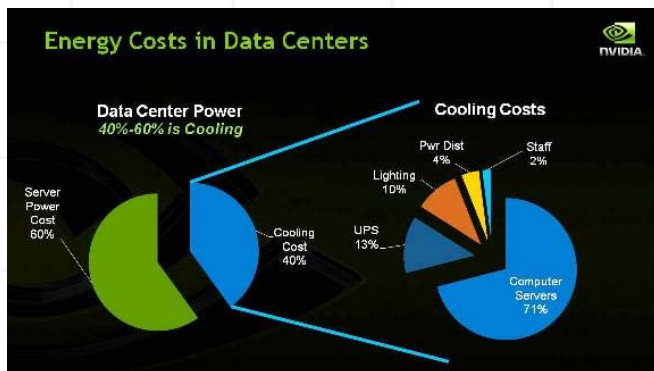 Energy Costs in Data Centers
NVIDIA
Data Center Power
40%-60% is Cooling
Server
Power
Cost
60%
Cooling
Cost
40%
Cooling Costs
Pwr Dist
4%
Staff
2%
Lighting
10%
UPS
13%
Computer
Servers
71%